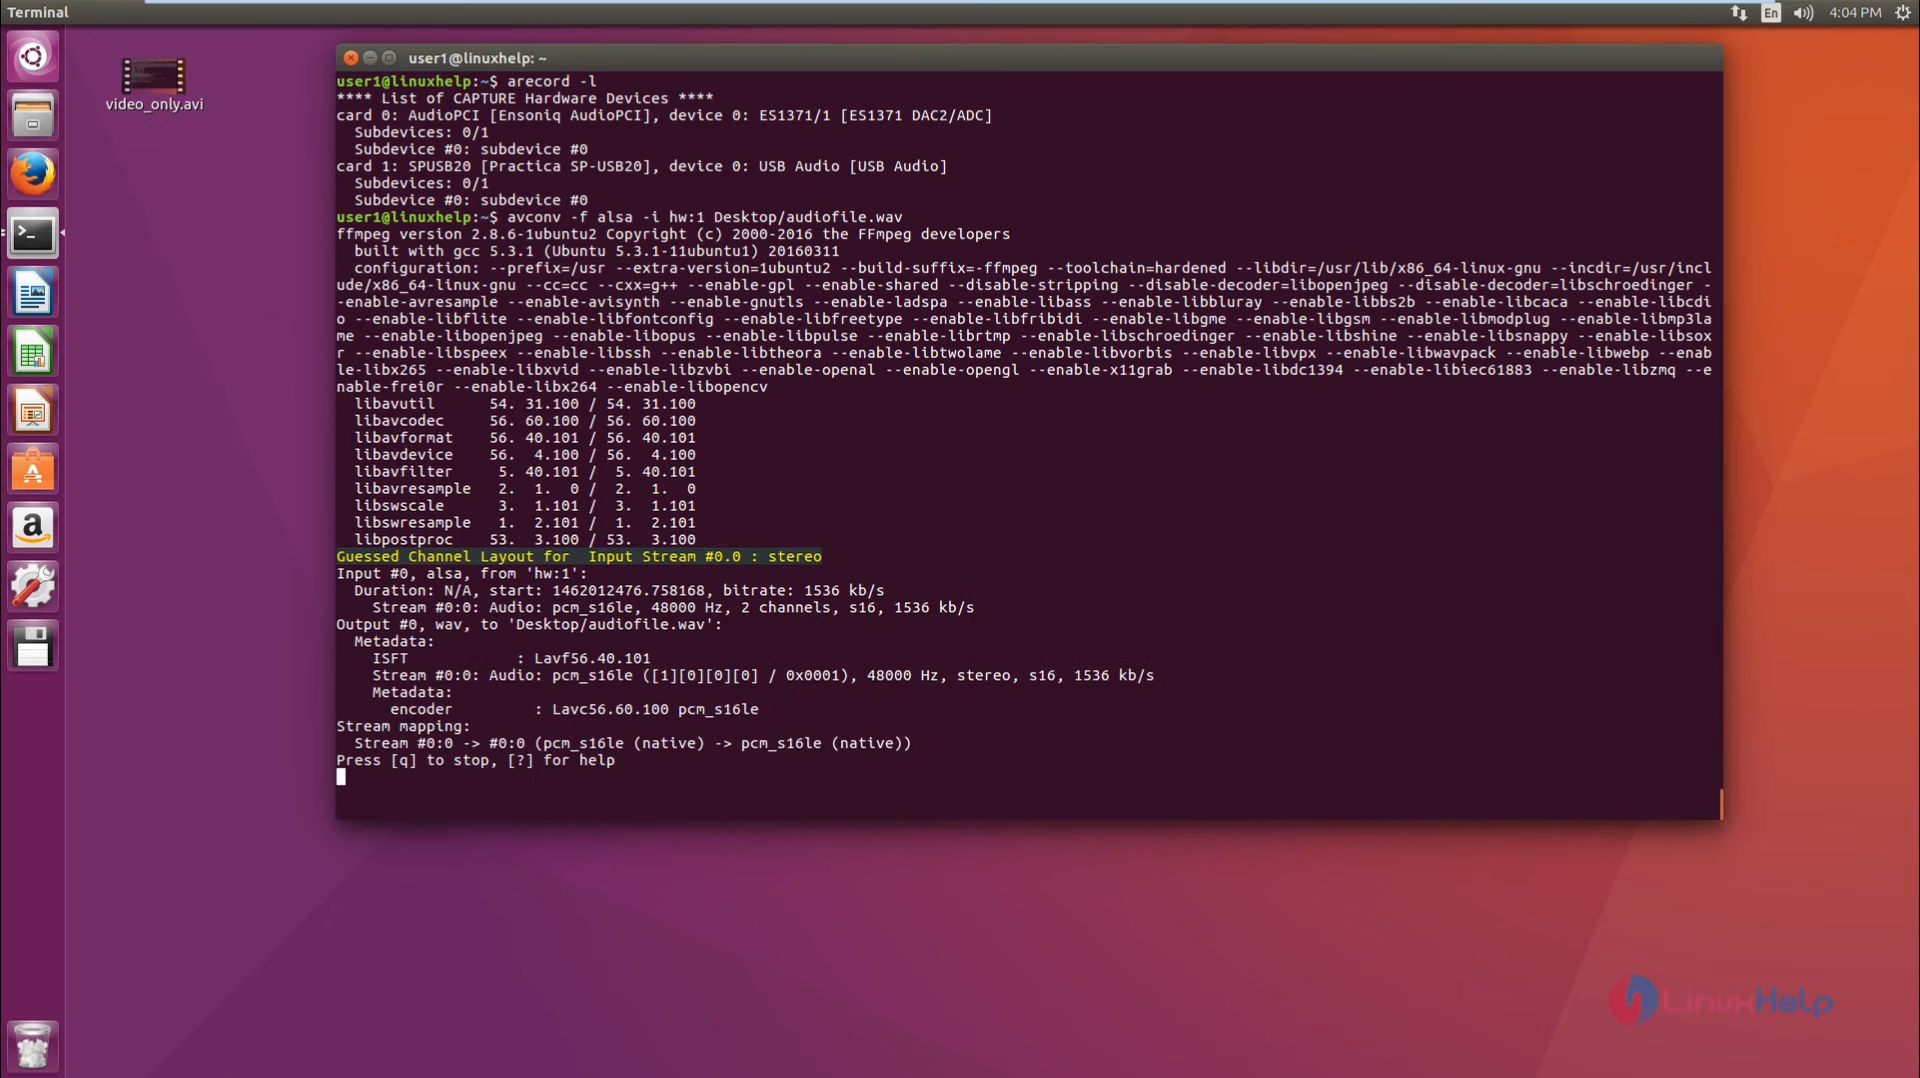 Terminal
En
4:04 PM
video_only.avi
user1@linuxhelp: ~
user1@linuxhelp:~$ arecord -l
**** List of CAPTURE Hardware Devices ****
card 0: AudioPCI [Ensoniq AudioPCI], device 0: ES1371/1 [ES1371 DAC2/ADC]
  Subdevices: 0/1
  Subdevice #0: subdevice #0
card 1: SPUSB20 [Practica SP-USB20], device 0: USB Audio [USB Audio]
  Subdevices: 0/1
  Subdevice #0: subdevice #0
user1@linuxhelp:~$ avconv -f alsa -i hw:1 Desktop/audiofile.wav
ffmpeg version 2.8.6-1ubuntu2 Copyright (c) 2000-2016 the FFmpeg developers
  built with gcc 5.3.1 (Ubuntu 5.3.1-11ubuntu1) 20160311
  configuration: --prefix=/usr --extra-version=1ubuntu2 --build-suffix=-ffmpeg --toolchain=hardened --libdir=/usr/lib/x86_64-linux-gnu --incdir=/usr/incl
ude/x86_64-linux-gnu --cc=cc --cxx=g++ --enable-gpl --enable-shared --disable-stripping --disable-decoder=libopenjpeg --disable-decoder=libschroedinger -
-enable-avresample --enable-avisynth --enable-gnutls --enable-ladspa --enable-libass --enable-libbluray --enable-libbs2b --enable-libcaca --enable-libcdi
o --enable-libflite --enable-libfontconfig --enable-libfreetype --enable-libfribidi --enable-libgme --enable-libgsm --enable-libmodplug --enable-libmp3la
me --enable-libopenjpeg --enable-libopus --enable-libpulse --enable-librtmp --enable-libschroedinger --enable-libshine --enable-libsnappy --enable-libsox
r --enable-libspeex --enable-libssh --enable-libtheora --enable-libtwolame --enable-libvorbis --enable-libvpx --enable-libwavpack --enable-libwebp --enab
le-libx265 --enable-libxvid --enable-libzvbi --enable-openal --enable-opengl --enable-x11grab --enable-libdc1394 --enable-libiec61883 --enable-libzmq --e
nable-frei0r --enable-libx264 --enable-libopencv
  libavutil      54. 31.100 / 54. 31.100
  libavcodec     56. 60.100 / 56. 60.100
  libavformat    56. 40.101 / 56. 40.101
  libavdevice    56.  4.100 / 56.  4.100
  libavfilter     5. 40.101 /  5. 40.101
  libavresample   2.  1.  0 /  2.  1.  0
  libswscale      3.  1.101 /  3.  1.101
  libswresample   1.  2.101 /  1.  2.101
  libpostproc    53.  3.100 / 53.  3.100
Guessed Channel Layout for  Input Stream #0.0 : stereo
Input #0, alsa, from 'hw:1':
  Duration: N/A, start: 1462012476.758168, bitrate: 1536 kb/s
    Stream #0:0: Audio: pcm_s16le, 48000 Hz, 2 channels, s16, 1536 kb/s
Output #0, wav, to 'Desktop/audiofile.wav':
  Metadata:
    ISFT            : Lavf56.40.101
    Stream #0:0: Audio: pcm_s16le ([1][0][0][0] / 0x0001), 48000 Hz, stereo, s16, 1536 kb/s
    Metadata:
      encoder         : Lavc56.60.100 pcm_s16le
Stream mapping:
  Stream #0:0 -> #0:0 (pcm_s16le (native) -> pcm_s16le (native))
Press [q] to stop, [?] for help
LinuxHelp